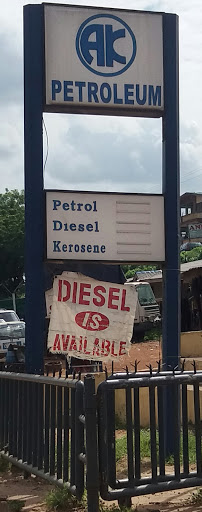 AK
PETROLEUM
Petrol
Diesel
Kerosene
DIESEL
IS
AVAILABLE